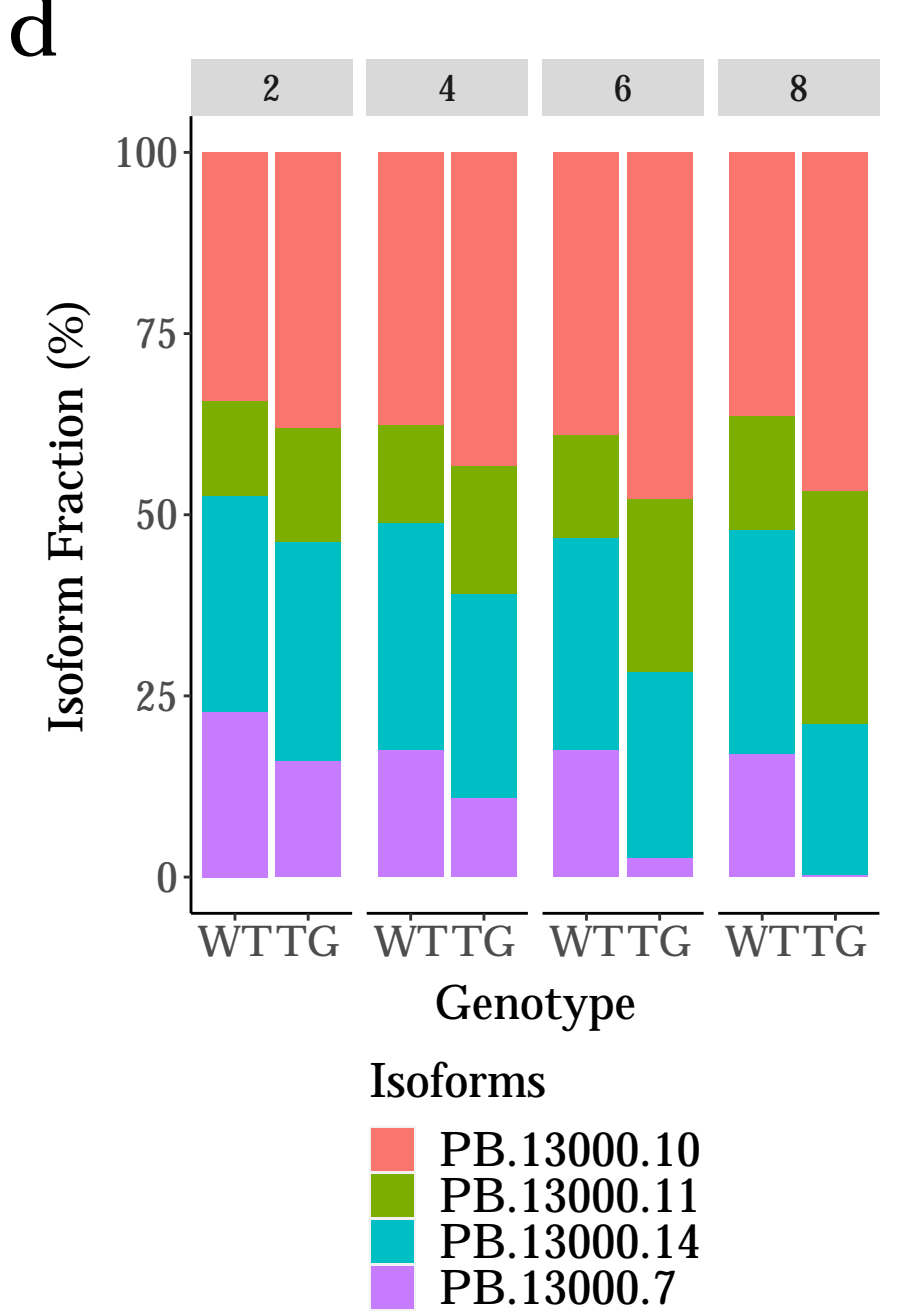 d
2 4 6 8
100
75
50
25
0
Isoform Fraction (%)
WT TG WT TG WT TG WT TG
Genotype
Isoforms
PB.13000.10
PB.13000.11
PB.13000.14
PB.13000.7